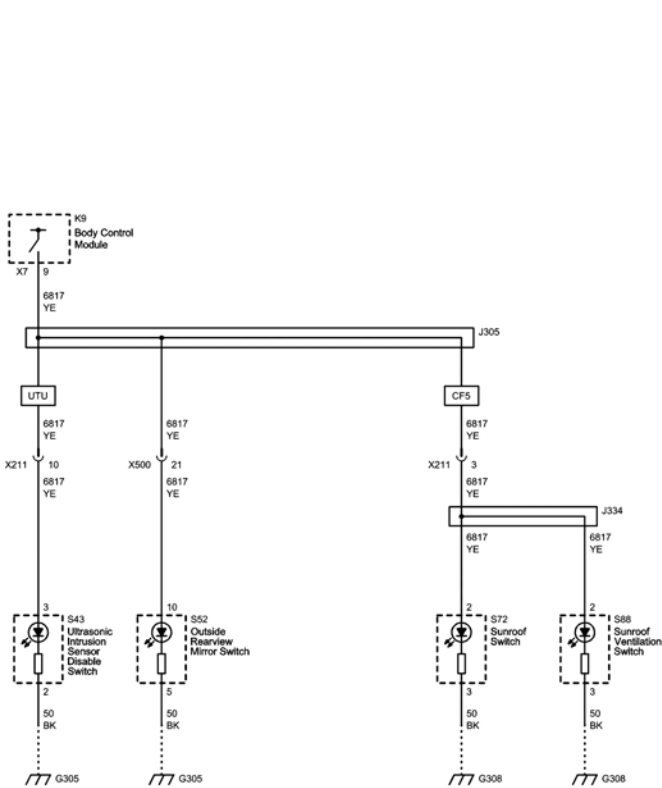 K9
Body Control
Module
X7 9
6817
YE
J305
UTU
CF5
6817
YE
6817
YE
6817
YE
X211 10
X500 21
X211 3
6817
YE
6817
YE
6817
YE
J334
6817
YE
6817
YE
3
S43
Ultrasonic
Intrusion
Sensor
Disable
Switch
10
S52
Outside
Rearview
Mirror Switch
2
S72
Sunroof
Switch
2
S88
Sunroof
Ventilation
Switch
2
5
3
3
50
BK
50
BK
50
BK
50
BK
G305
G305
G308
G308